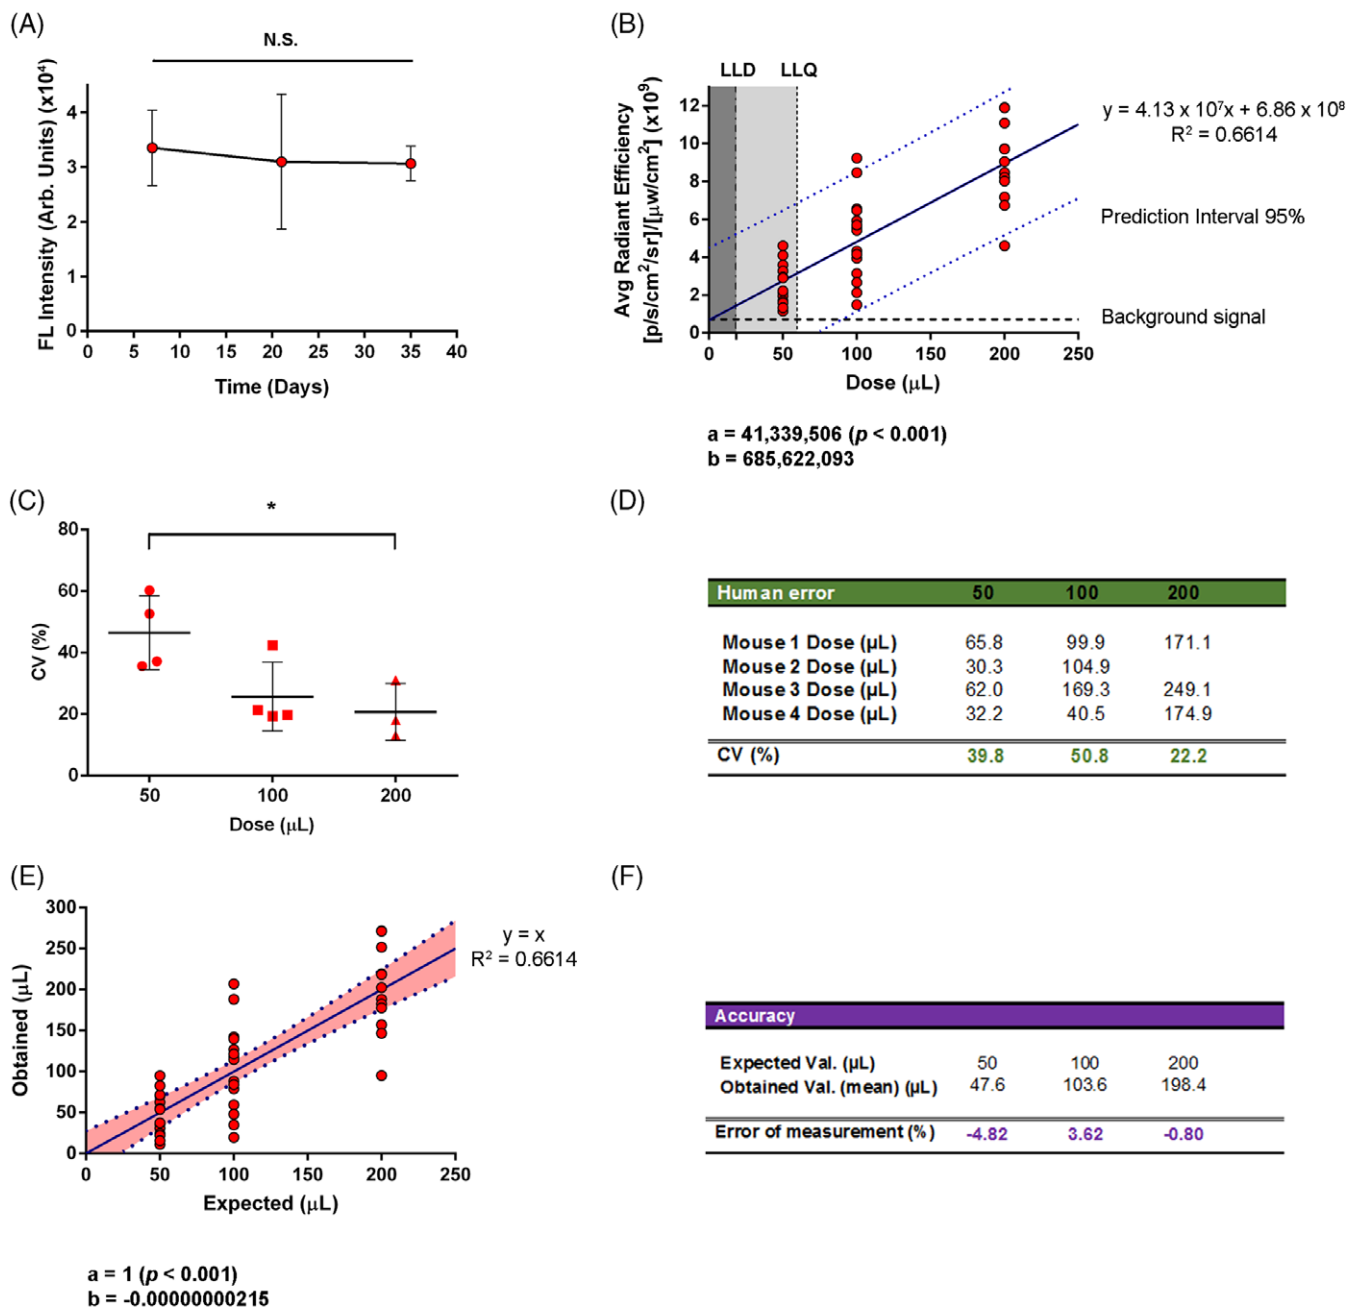 (A)
N.S.
FL Intensity (Arb. Units) (x10⁴)
4
3
2
1
0
0 5 10 15 20 25 30 35 40
Time (Days)
(B)
LLD LLQ
Avg Radiant Efficiency
[p/s/cm²/sr]/[µw/cm²] (x10⁹)
12
10
8
6
4
2
0
0 50 100 150 200 250
Dose (µL)
y = 4.13 x 10⁷x + 6.86 x 10⁸
R² = 0.6614
Prediction Interval 95%
Background signal
a = 41,339,506 (p < 0.001)
b = 685,622,093
(C)
*
CV (%)
80
60
40
20
0
50 100 200
Dose (µL)
(D)
Human error 50 100 200
Mouse 1 Dose (µL) 65.8 99.9 171.1
Mouse 2 Dose (µL) 30.3 104.9
Mouse 3 Dose (µL) 62.0 169.3 249.1
Mouse 4 Dose (µL) 32.2 40.5 174.9
CV (%) 39.8 50.8 22.2
(E)
Obtained (µL)
300
250
200
150
100
50
0
0 50 100 150 200 250
Expected (µL)
y = x
R² = 0.6614
a = 1 (p < 0.001)
b = -0.00000000215
(F)
Accuracy
Expected Val. (µL) 50 100 200
Obtained Val. (mean) (µL) 47.6 103.6 198.4
Error of measurement (%) -4.82 3.62 -0.80